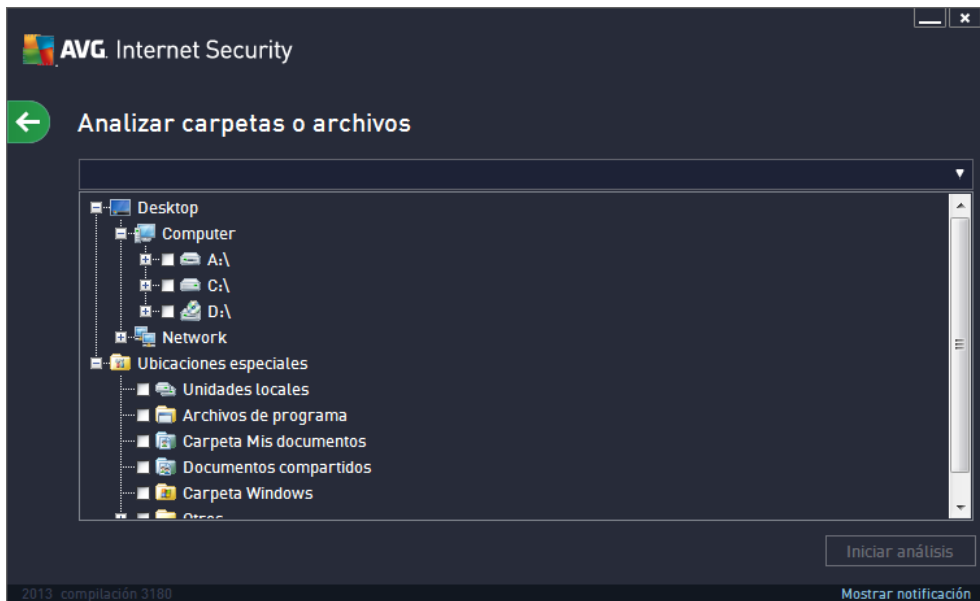 AVG. Internet Security
Analizar carpetas o archivos
Desktop
Computer
A:\
C:\
D:\
Network
Ubicaciones especiales
Unidades locales
Archivos de programa
Carpeta Mis documentos
Documentos compartidos
Carpeta Windows
Otros
Iniciar análisis
2013 compilación 3180
Mostrar notificación